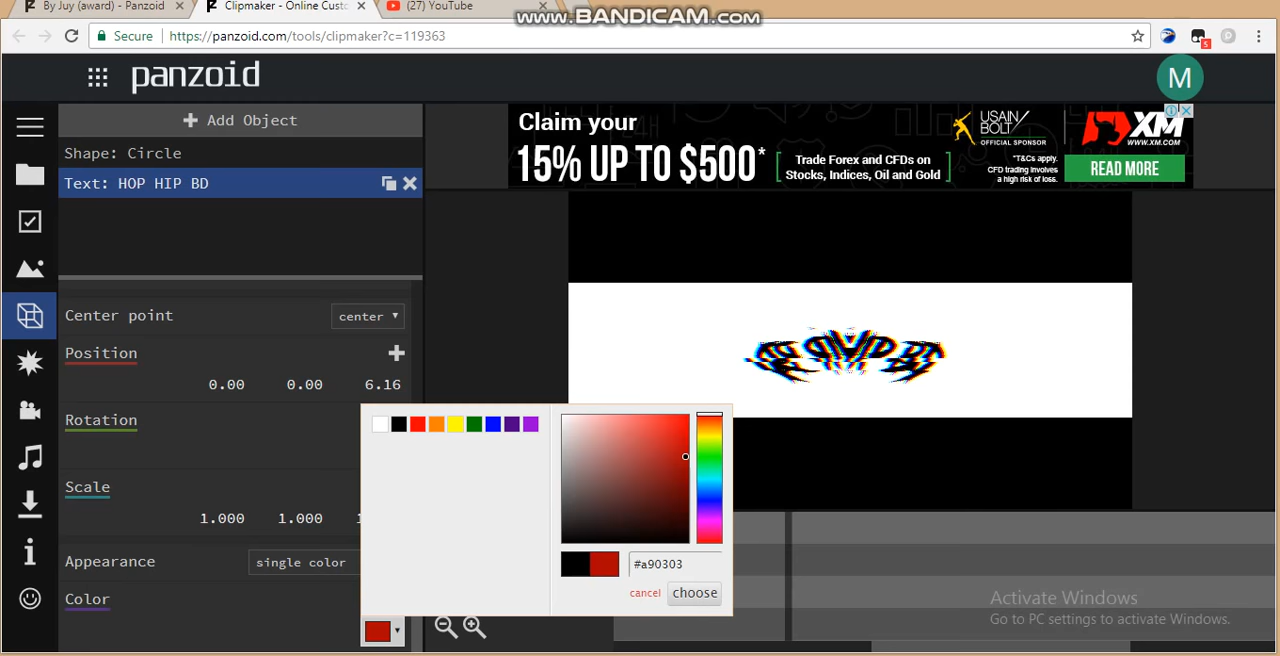 By Juy (award) - Panzoid
Clipmaker - Online Custo
(27) YouTube
www.BANDICAM.com
Secure
https://panzoid.com/tools/clipmaker?c=119363
5
panzoid
M
Add Object
Shape: Circle
Text: HOP HIP BD
Claim your
15% UP TO $500*
Trade Forex and CFDs on
Stocks, Indices, Oil and Gold
USAIN
BOLT
OFFICIAL SPONSOR
*T&Cs apply.
CFD trading involves
a high risk of loss.
XM
WWW.XM.COM
READ MORE
Center point
center
Position
0.00 0.00 6.16
Rotation
Scale
1.000 1.000 1
Appearance
single color
Color
#a90303
cancel
choose
Activate Windows
Go to PC settings to activate Windows.